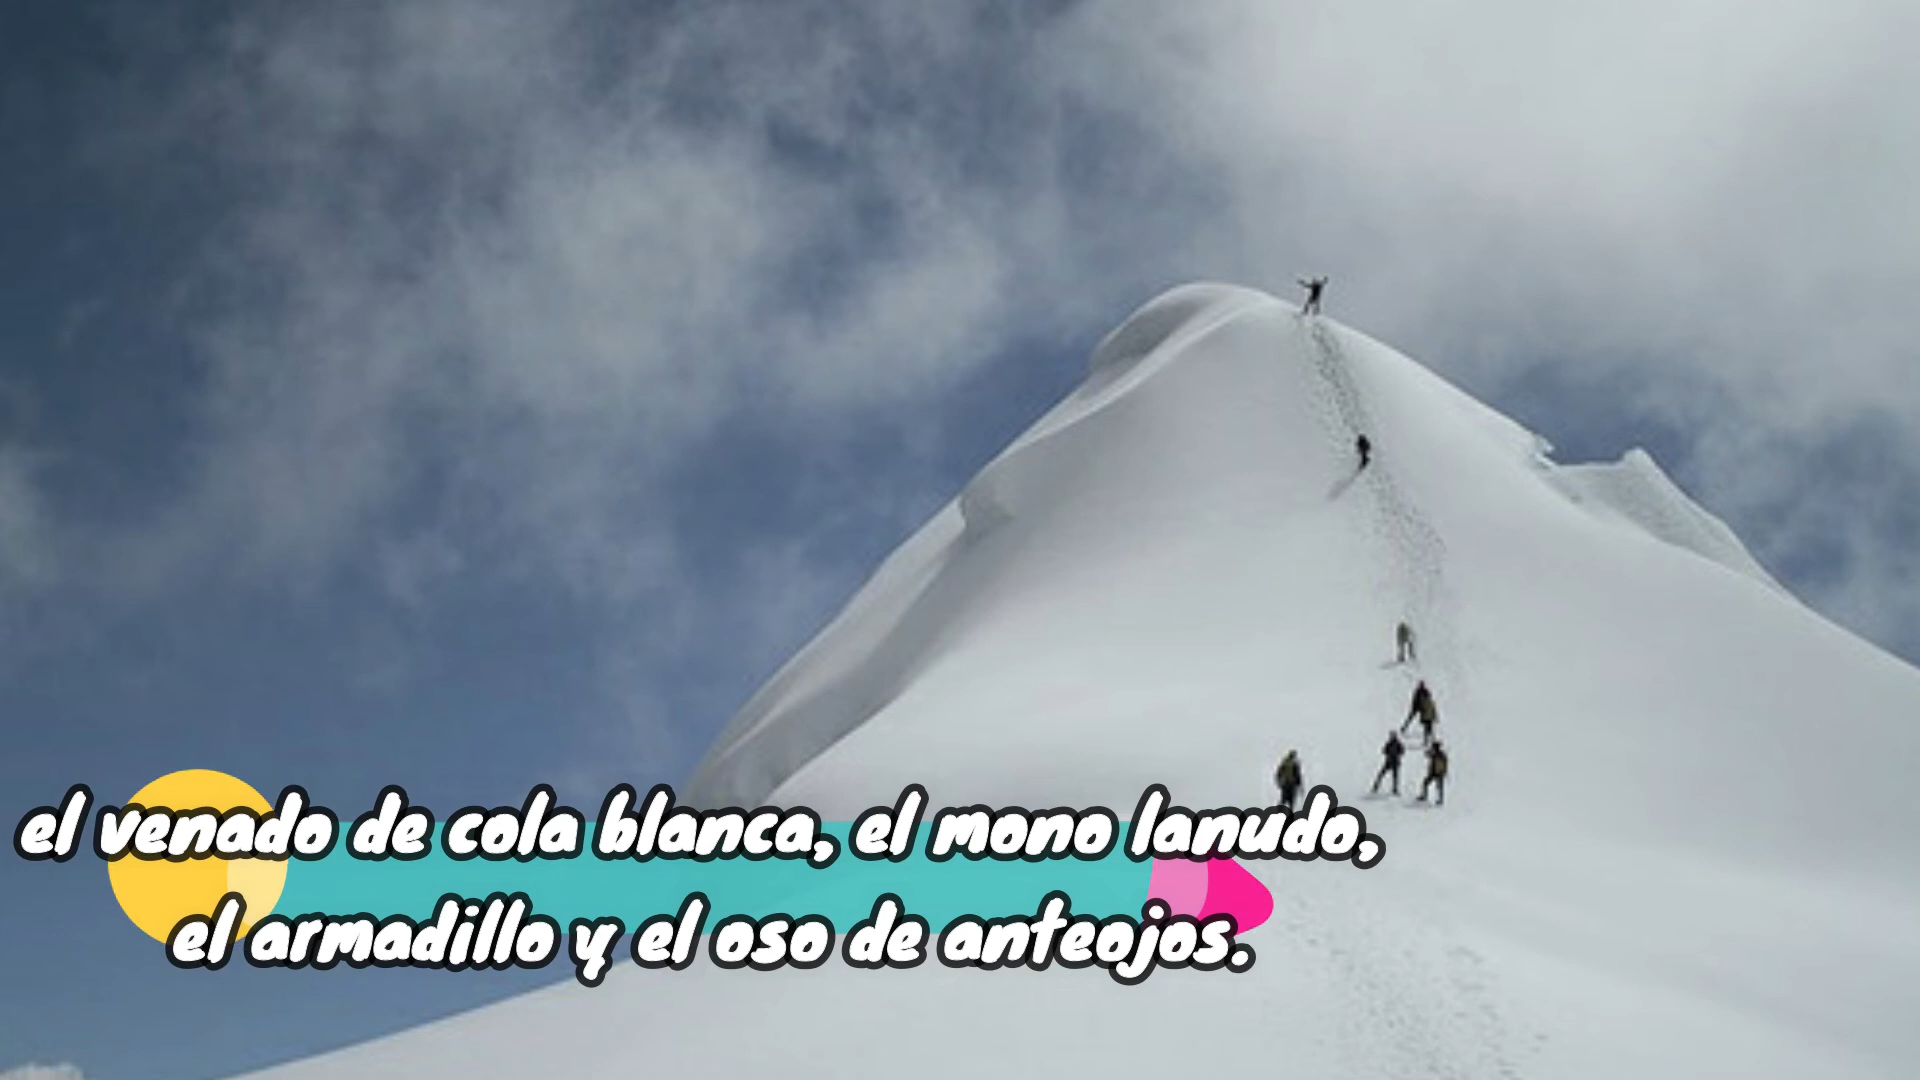 el venado de cola blanca, el mono lanudo,
el armadillo y el oso de anteojos.